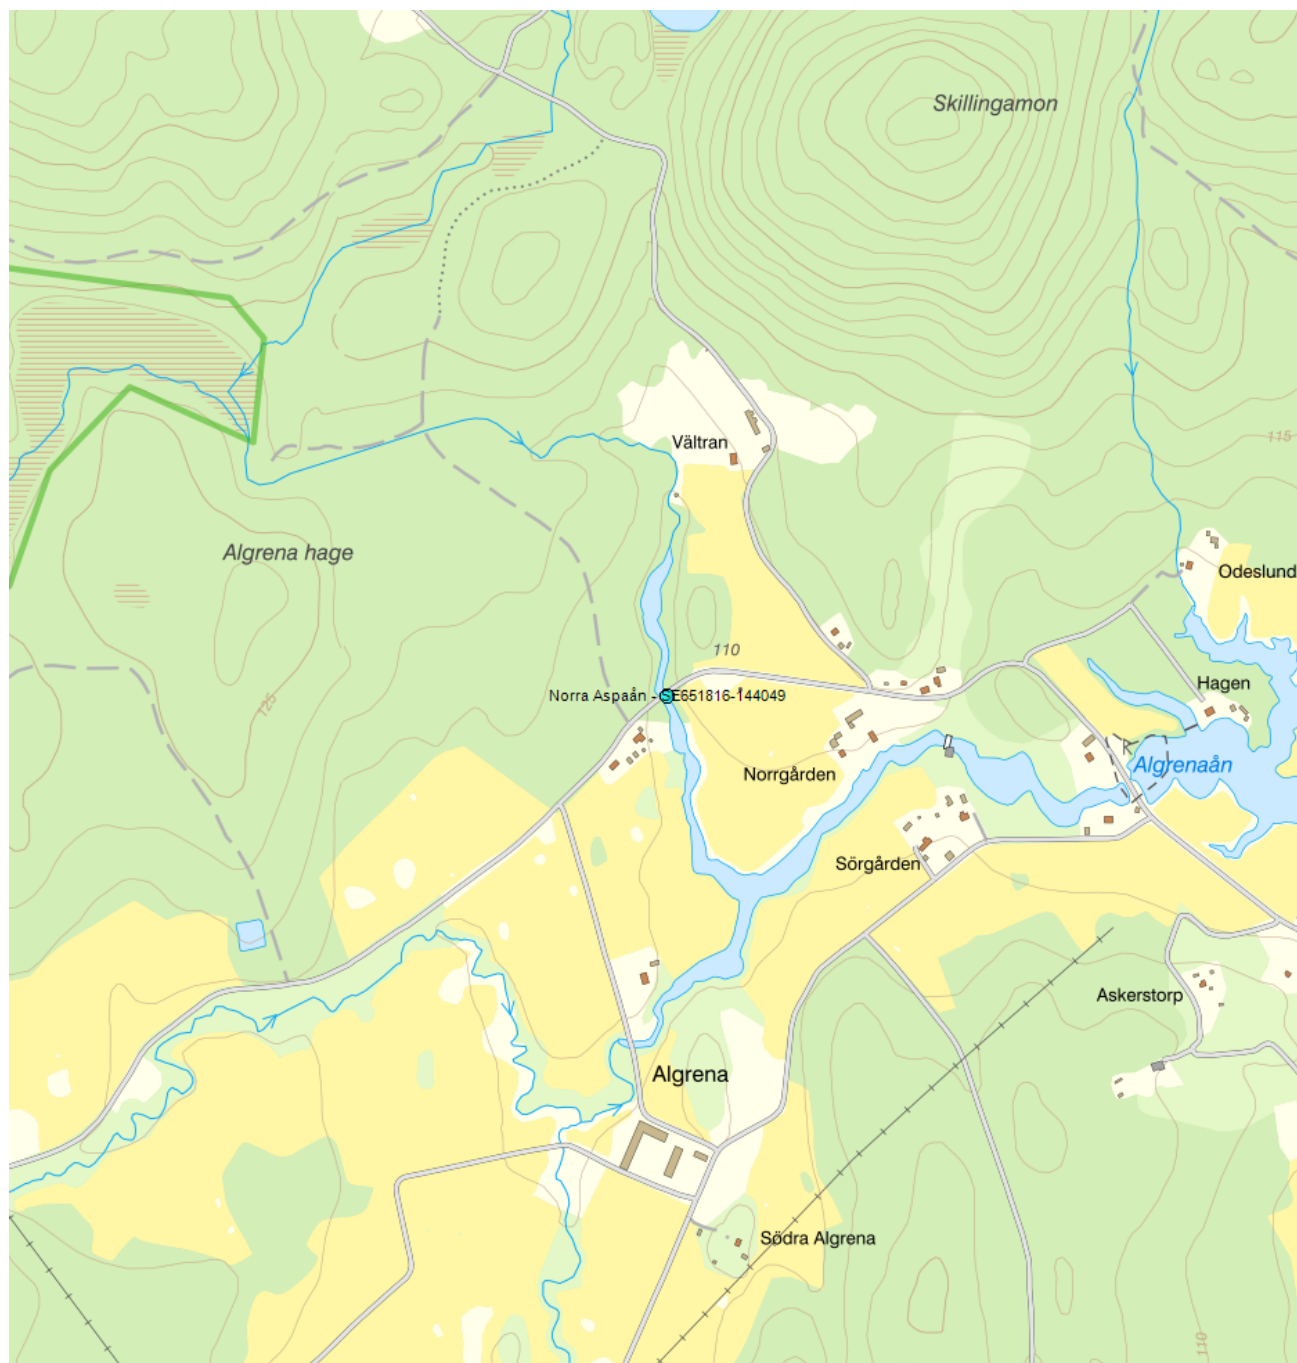 Skillingamon
115
Vältran
Algrena hage
Odeslund
110
Hagen
Norra Aspaån - SE651816-144049
125
Algrenaån
Norrgården
Sörgården
Askerstorp
Algrena
Södra Algrena
110